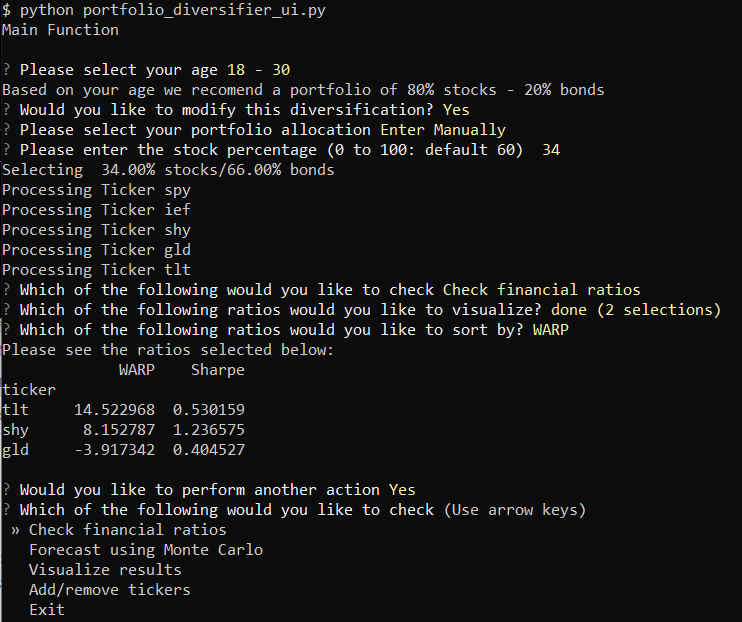 $ python portfolio_diversifier_ui.py
Main Function
? Please select your age 18 - 30
Based on your age we recomend a portfolio of 80% stocks - 20% bonds
? Would you like to modify this diversification? Yes
? Please select your portfolio allocation Enter Manually
? Please enter the stock percentage (0 to 100: default 60)  34
Selecting  34.00% stocks/66.00% bonds
Processing Ticker spy
Processing Ticker ief
Processing Ticker shy
Processing Ticker gld
Processing Ticker tlt
? Which of the following would you like to check Check financial ratios
? Which of the following ratios would you like to visualize? done (2 selections)
? Which of the following ratios would you like to sort by? WARP
Please see the ratios selected below:
             WARP    Sharpe
ticker
tlt     14.522968  0.530159
shy      8.152787  1.236575
gld     -3.917342  0.404527
? Would you like to perform another action Yes
? Which of the following would you like to check (Use arrow keys)
 » Check financial ratios
   Forecast using Monte Carlo
   Visualize results
   Add/remove tickers
   Exit